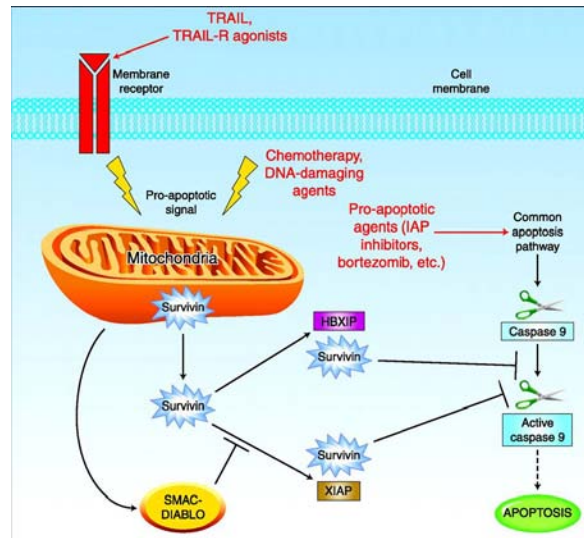 TRAIL,
TRAIL-R agonists
Membrane
receptor
Cell
membrane
Chemotherapy,
DNA-damaging
agents
Pro-apoptotic
signal
Pro-apoptotic
agents (IAP
inhibitors,
bortezomib, etc.)
Common
apoptosis
pathway
Mitochondria
Survivin
HBXIP
Caspase 9
Survivin
Survivin
Active
caspase 9
Survivin
XIAP
SMAC-
DIABLO
APOPTOSIS